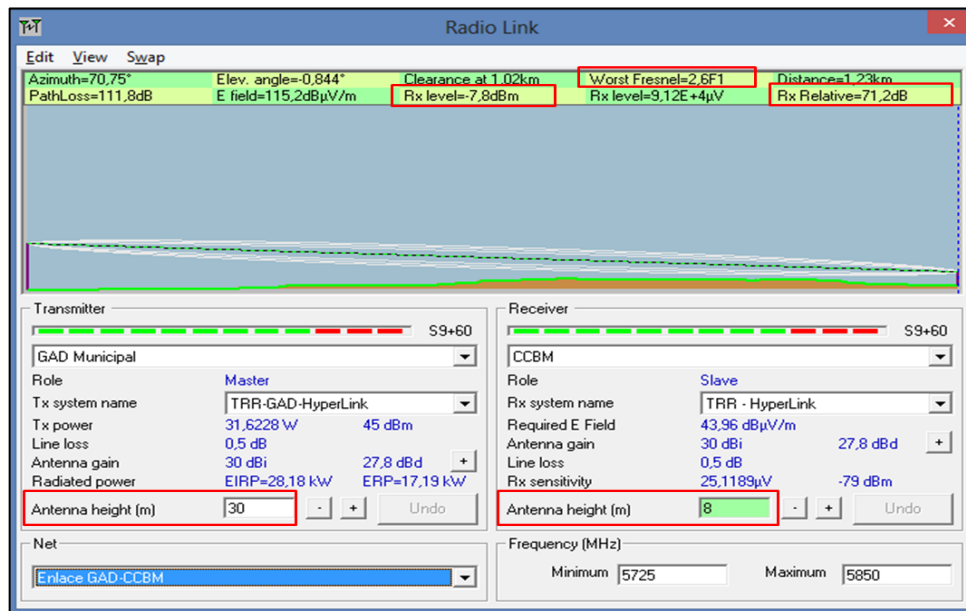 Radio Link
Edit View Swap
Azimuth=70,75° Elev. angle=-0,844° Clearance at 1,02km Worst Fresnel=2,6F1 Distance=1,23km
PathLoss=111,8dB E field=115,2dBμV/m Rx level=-7,8dBm Rx level=9,12E+4μV Rx Relative=71,2dB
Transmitter
S9+60
GAD Municipal
Role Master
Tx system name TRR-GAD-HyperLink
Tx power 31,6228 W 45 dBm
Line loss 0,5 dB
Antenna gain 30 dBi 27,8 dBd +
Radiated power EIRP=28,18 kW ERP=17,19 kW
Antenna height (m) 30 - + Undo
Net
Enlace GAD-CCBM
Receiver
S9+60
CCBM
Role Slave
Rx system name TRR - HyperLink
Required E Field 43,96 dBμV/m
Antenna gain 30 dBi 27,8 dBd +
Line loss 0,5 dB
Rx sensitivity 25,1189μV -79 dBm
Antenna height (m) 8 - + Undo
Frequency (MHz)
Minimum 5725 Maximum 5850